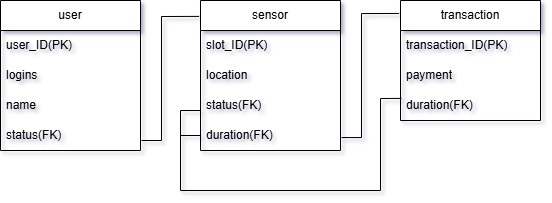 user
user_ID(PK)
logins
name
status(FK)
sensor
slot_ID(PK)
location
status(FK)
duration(FK)
transaction
transaction_ID(PK)
payment
duration(FK)